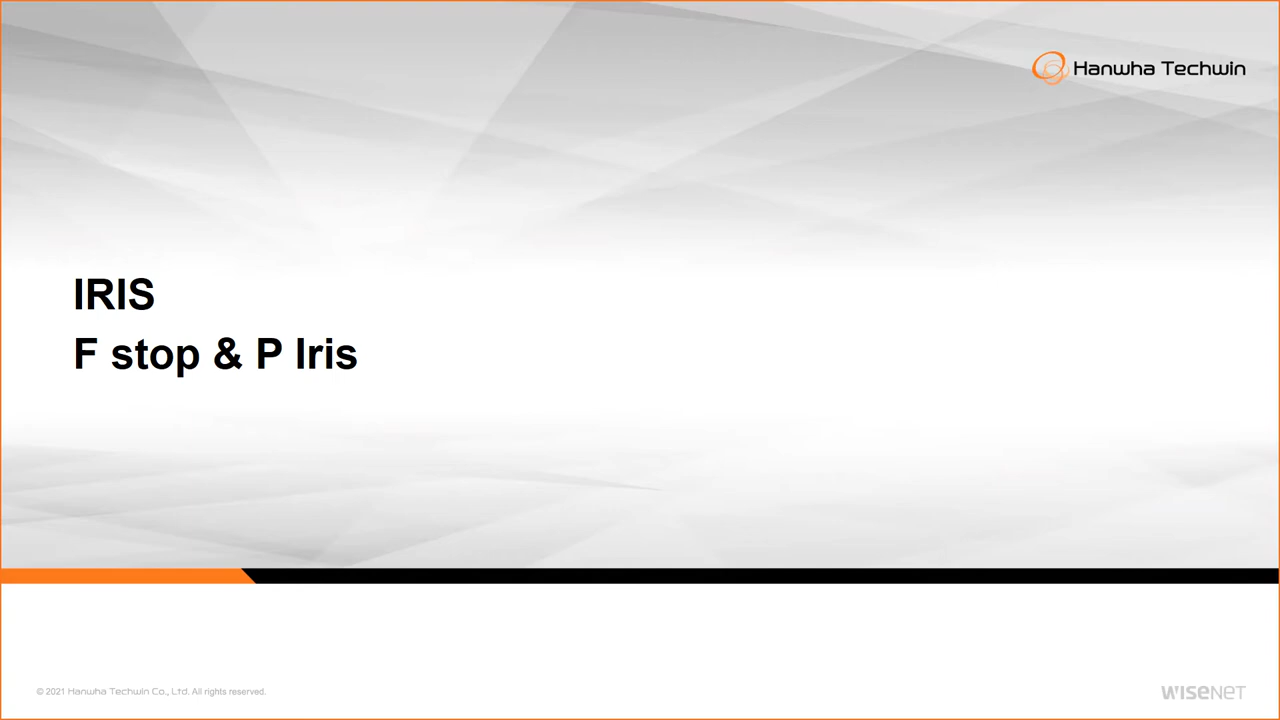 Hanwha Techwin
IRIS
F stop & P Iris
© 2021 Hanwha Techwin Co., Ltd. All rights reserved.
WISENET